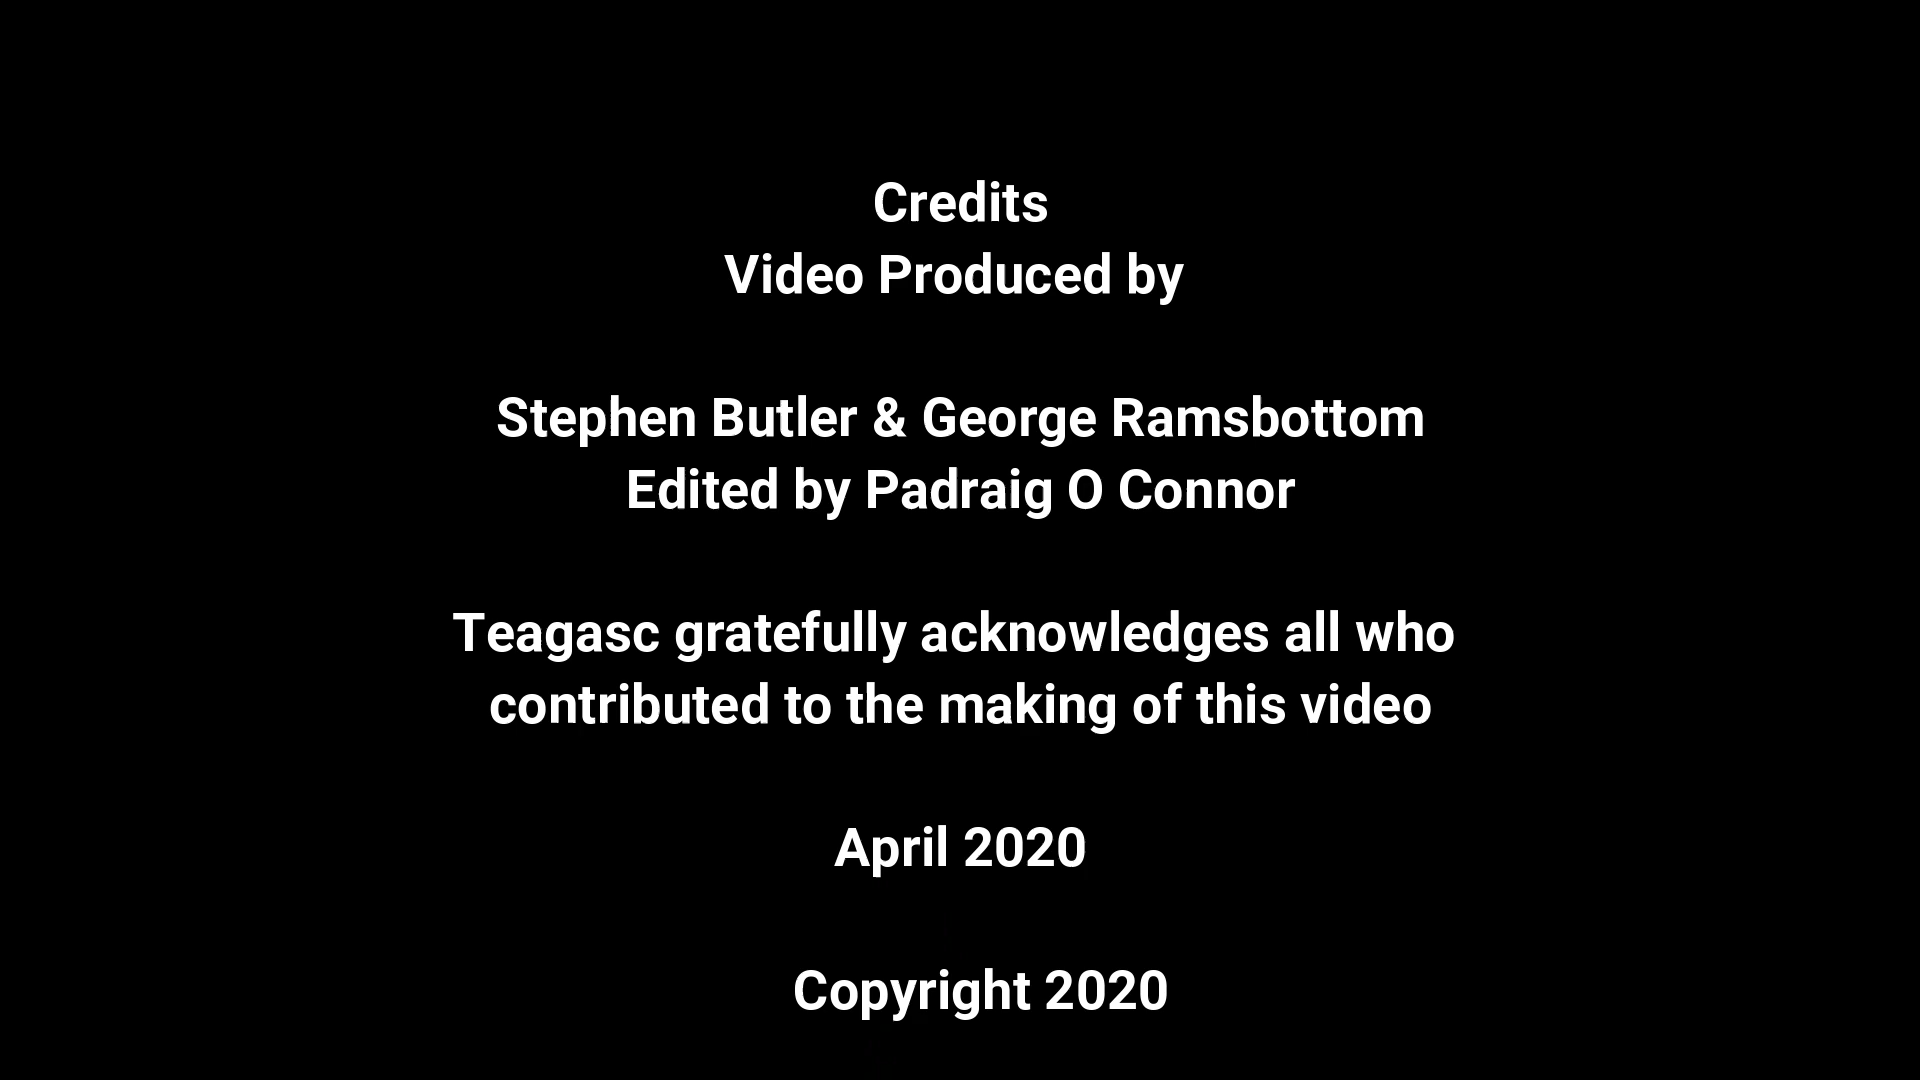 Credits
Video Produced by
Stephen Butler & George Ramsbottom
Edited by Padraig O Connor
Teagasc gratefully acknowledges all who
contributed to the making of this video
April 2020
Copyright 2020